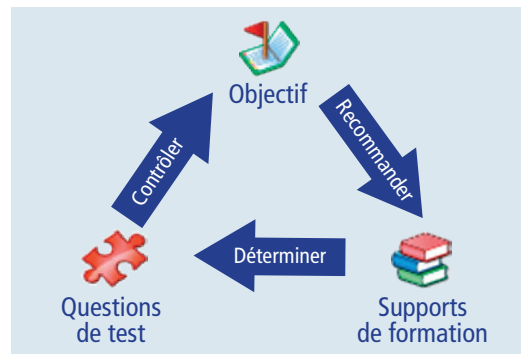 Objectif
Recommander
Contrôler
Déterminer
Questions
de test
Supports
de formation